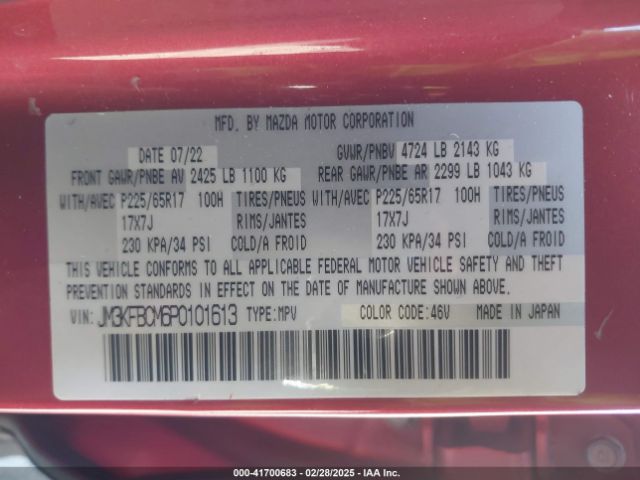 MFD. BY MAZDA MOTOR CORPORATION
DATE 07/22 GVWR/PNBV 4724 LB 2143 KG
FRONT GAWR/PNBE AV 2425 LB 1100 KG REAR GAWR/PNBE AR 2299 LB 1043 KG
WITH/AVEC P225/65R17 100H TIRES/PNEUS WITH/AVEC P225/65R17 100H TIRES/PNEUS
17X7J RIMS/JANTES 17X7J RIMS/JANTES
230 KPA/34 PSI COLD/A FROID 230 KPA/34 PSI COLD/A FROID
THIS VEHICLE CONFORMS TO ALL APPLICABLE FEDERAL MOTOR VEHICLE SAFETY AND THEFT
PREVENTION STANDARDS IN EFFECT ON THE DATE OF MANUFACTURE SHOWN ABOVE.
VIN: JM3KFBCM6P0101613 TYPE: MPV COLOR CODE: 46V MADE IN JAPAN
000-41700683 - 02/28/2025 - IAA Inc.